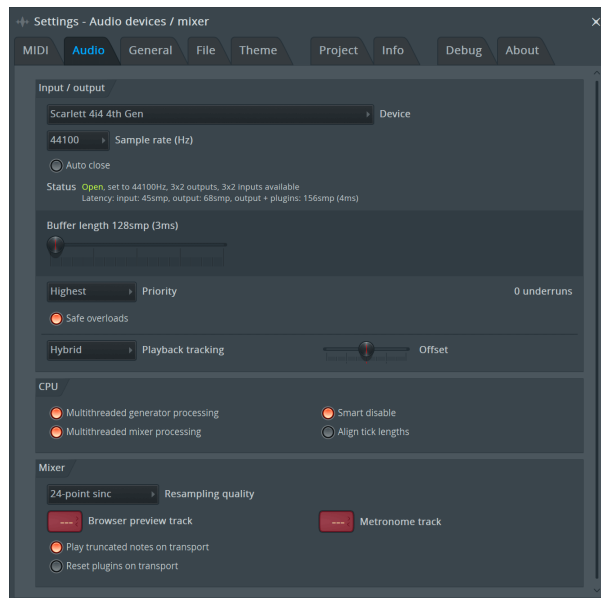 Settings - Audio devices / mixer
MIDI Audio General File Theme Project Info Debug About
Input / output
Scarlett 4i4 4th Gen Device
44100 Sample rate (Hz)
Auto close
Status Open, set to 44100Hz, 3x2 outputs, 3x2 inputs available
Latency: input: 45smp, output: 68smp, output + plugins: 156smp (4ms)
Buffer length 128smp (3ms)
Highest Priority 0 underruns
Safe overloads
Hybrid Playback tracking Offset
CPU
Multithreaded generator processing Smart disable
Multithreaded mixer processing Align tick lengths
Mixer
24-point sinc Resampling quality
--- Browser preview track --- Metronome track
Play truncated notes on transport
Reset plugins on transport